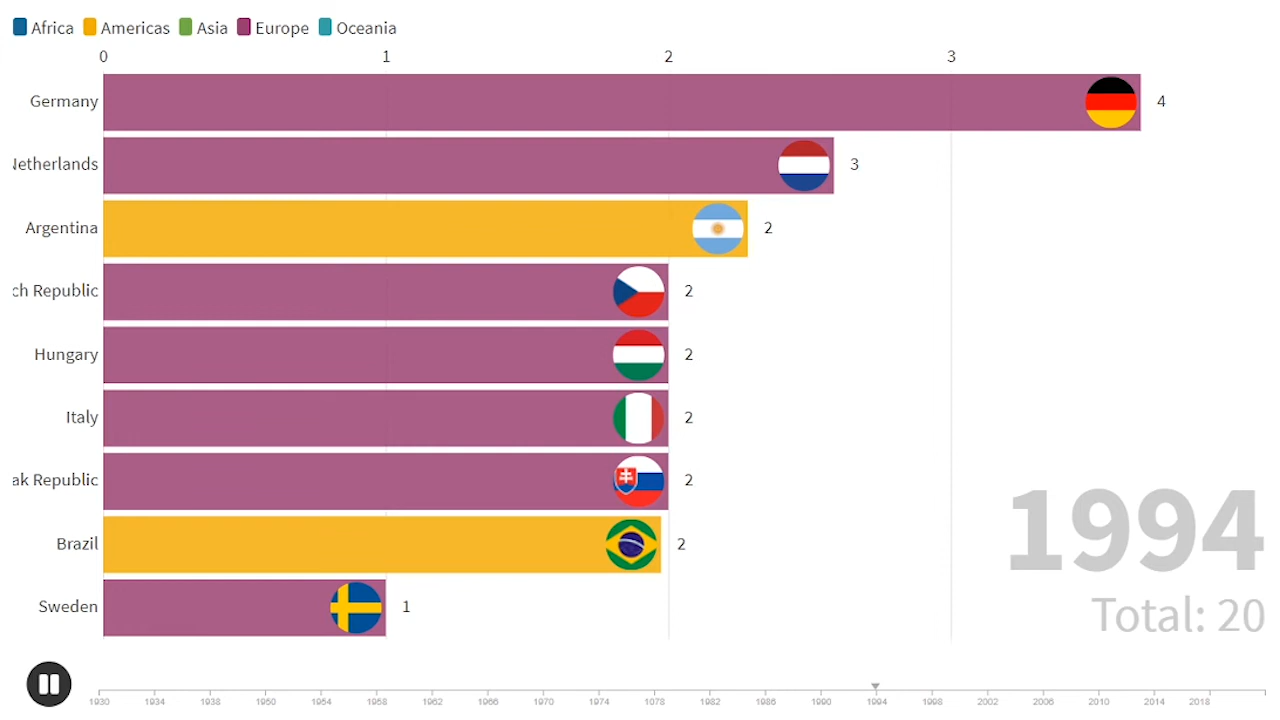 Africa Americas Asia Europe Oceania
0 1 2 3
Germany 4
Netherlands 3
Argentina 2
ch Republic 2
Hungary 2
Italy 2
ak Republic 2
Brazil 2
Sweden 1
1994
Total: 20
1930 1934 1938 1950 1954 1958 1962 1966 1970 1974 1078 1982 1986 1990 1994 1998 2002 2006 2010 2014 2018